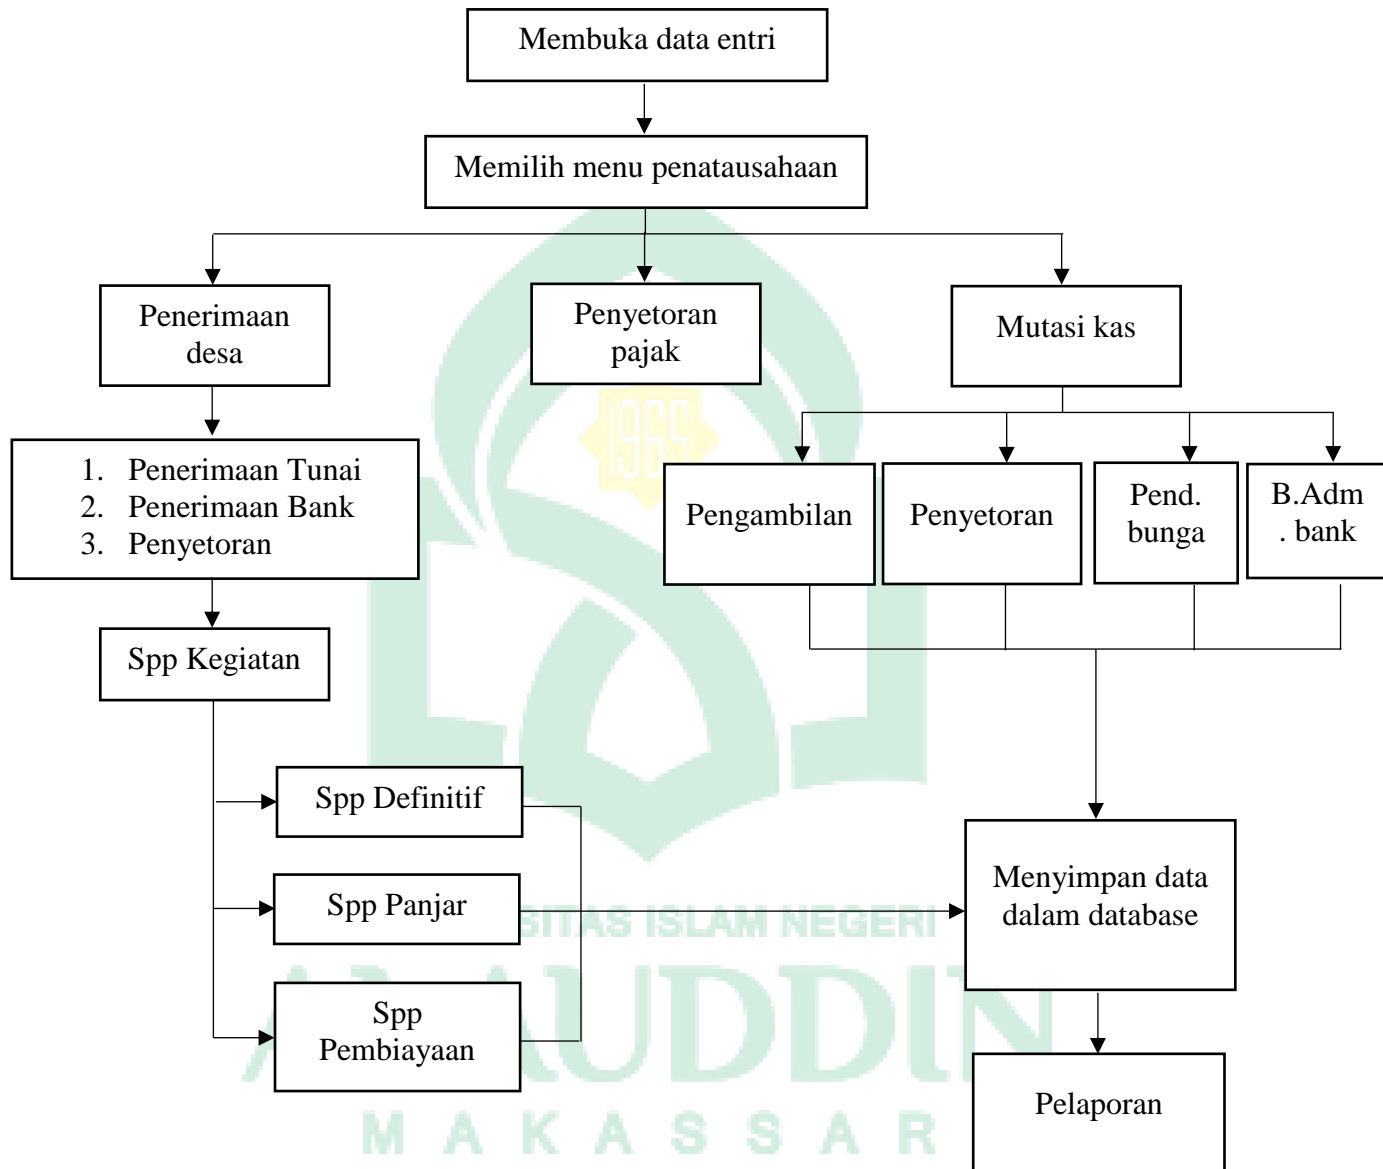 Membuka data entri
Memilih menu penatausahaan
Penerimaan
desa
Penyetoran
pajak
Mutasi kas
1965
1. Penerimaan Tunai
2. Penerimaan Bank
3. Penyetoran
Pengambilan
Penyetoran
Pend.
bunga
B.Adm
. bank
Spp Kegiatan
Spp Definitif
Spp Panjar
Spp
Pembiayaan
Menyimpan data
dalam database
Pelaporan
SITAS ISLAM NEGERI
AUDDIN
MAKASSAR